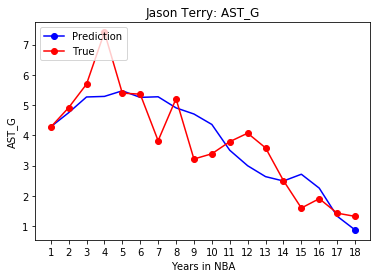 Jason Terry: AST_G
Prediction
True
7
6
5
4
3
2
1
AST_G
1 2 3 4 5 6 7 8 9 10 11 12 13 14 15 16 17 18
Years in NBA